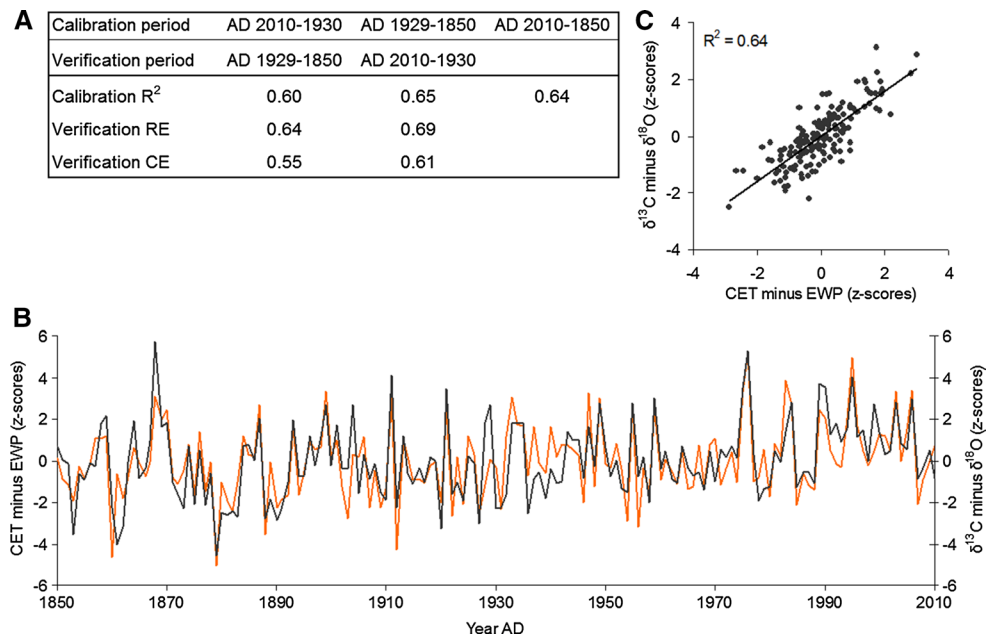 A
Calibration period AD 2010-1930 AD 1929-1850 AD 2010-1850
Verification period AD 1929-1850 AD 2010-1930
Calibration R² 0.60 0.65 0.64
Verification RE 0.64 0.69
Verification CE 0.55 0.61
C
R² = 0.64
δ¹³C minus δ¹⁸O (z-scores)
4
2
0
-2
-4
-4 -2 0 2 4
CET minus EWP (z-scores)
B
CET minus EWP (z-scores)
6
4
2
0
-2
-4
-6
6
4
2
0
-2
-4
-6
δ¹³C minus δ¹⁸O (z-scores)
1850 1870 1890 1910 1930 1950 1970 1990 2010
Year AD